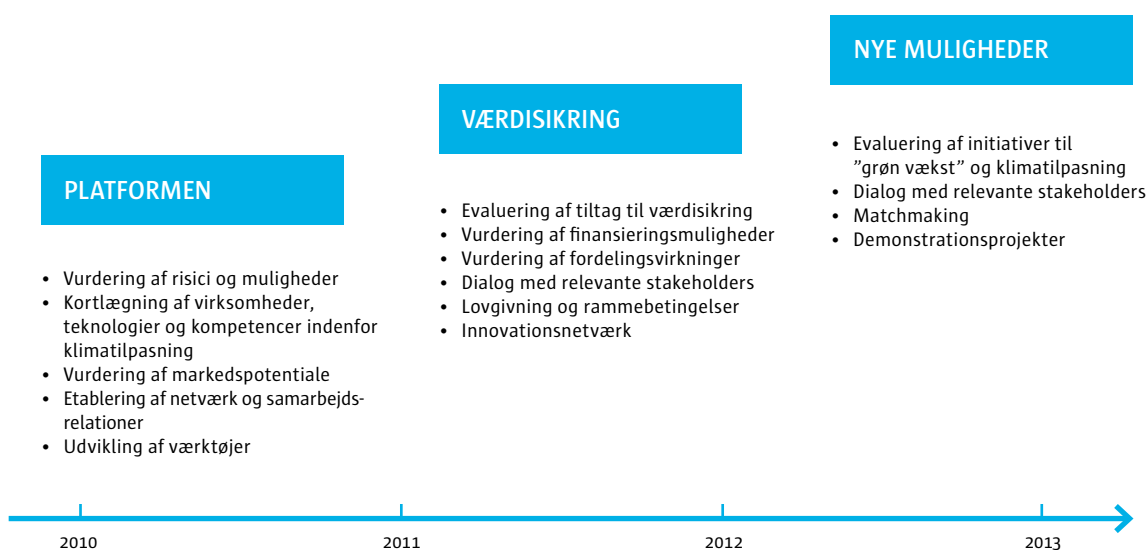 PLATFORMEN
• Vurdering af risici og muligheder
• Kortlægning af virksomheder,
teknologier og kompetencer indenfor
klimatilpasning
• Vurdering af markedspotentiale
• Etablering af netværk og samarbejds-
relationer
• Udvikling af værktøjer
VÆRDISIKRING
• Evaluering af tiltag til værdisikring
• Vurdering af finansieringsmuligheder
• Vurdering af fordelingsvirkninger
• Dialog med relevante stakeholders
• Lovgivning og rammebetingelser
• Innovationsnetværk
NYE MULIGHEDER
• Evaluering af initiativer til
”grøn vækst” og klimatilpasning
• Dialog med relevante stakeholders
• Matchmaking
• Demonstrationsprojekter
2010
2011
2012
2013